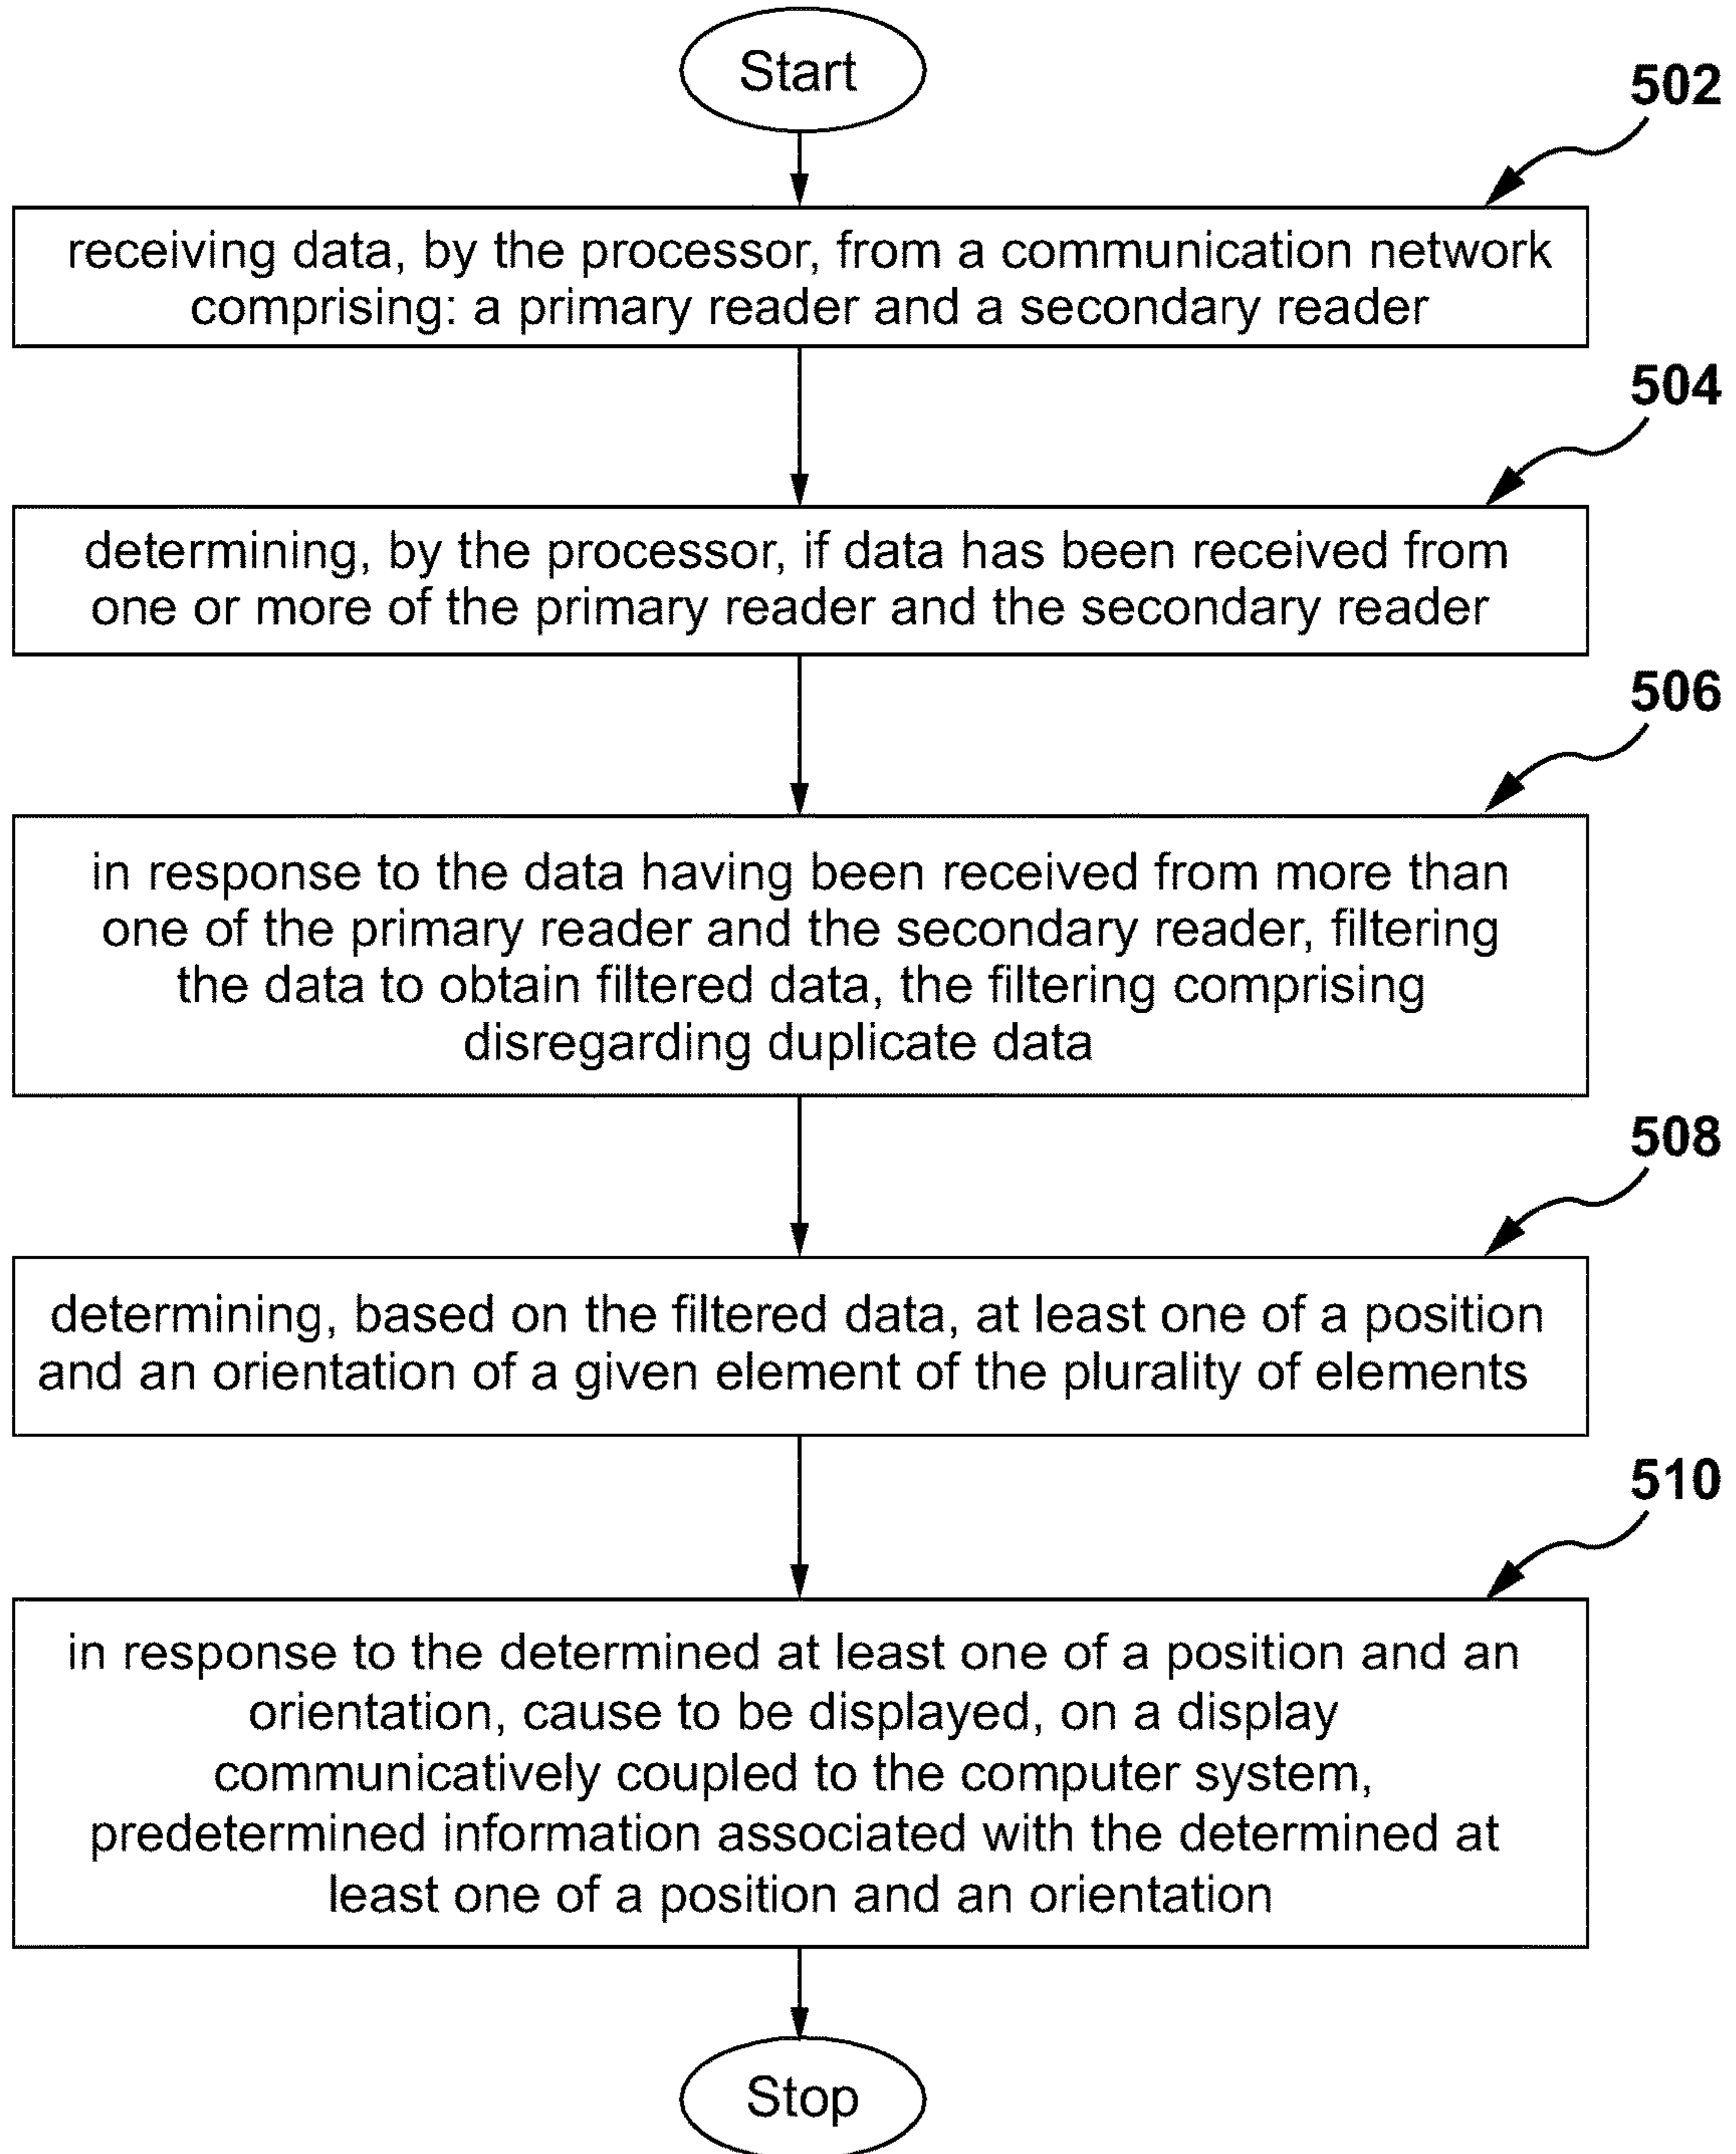 Start
502
receiving data, by the processor, from a communication network
comprising: a primary reader and a secondary reader
504
determining, by the processor, if data has been received from
one or more of the primary reader and the secondary reader
506
in response to the data having been received from more than
one of the primary reader and the secondary reader, filtering
the data to obtain filtered data, the filtering comprising
disregarding duplicate data
508
determining, based on the filtered data, at least one of a position
and an orientation of a given element of the plurality of elements
510
in response to the determined at least one of a position and an
orientation, cause to be displayed, on a display
communicatively coupled to the computer system,
predetermined information associated with the determined at
least one of a position and an orientation
Stop